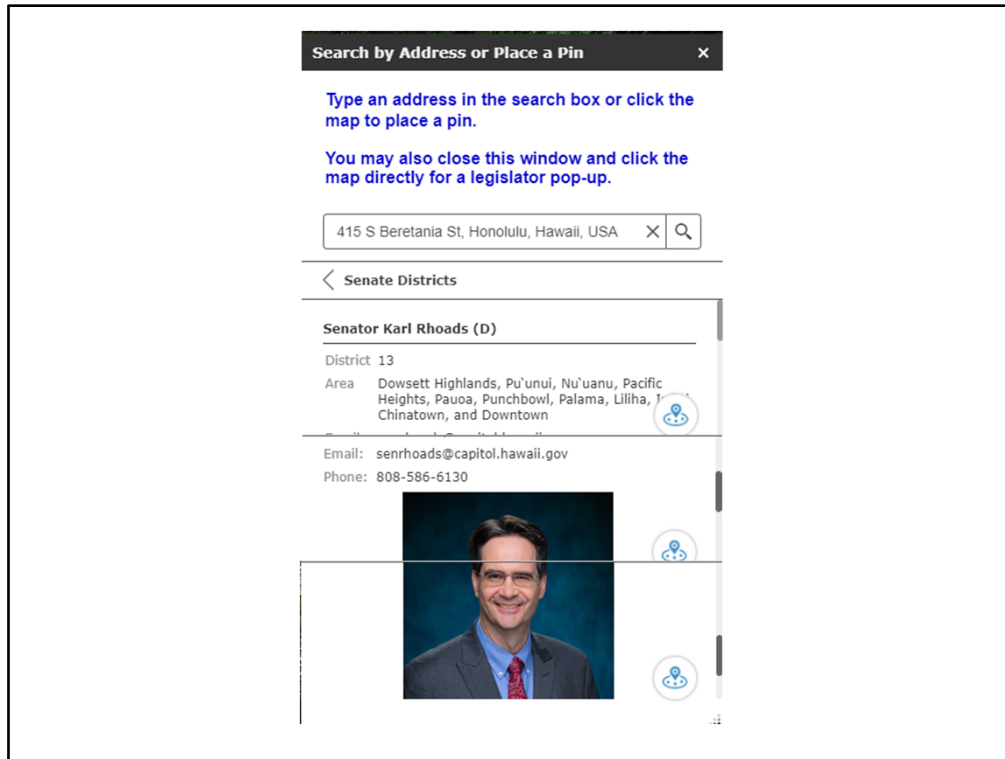 Search by Address or Place a Pin
Type an address in the search box or click the
map to place a pin.
You may also close this window and click the
map directly for a legislator pop-up.
415 S Beretania St, Honolulu, Hawaii, USA
Senate Districts
Senator Karl Rhoads (D)
District 13
Area Dowsett Highlands, Pu`unui, Nu`uanu, Pacific
Heights, Pauoa, Punchbowl, Palama, Liliha,
Chinatown, and Downtown
Email: senrhoads@capitol.hawaii.gov
Phone: 808-586-6130